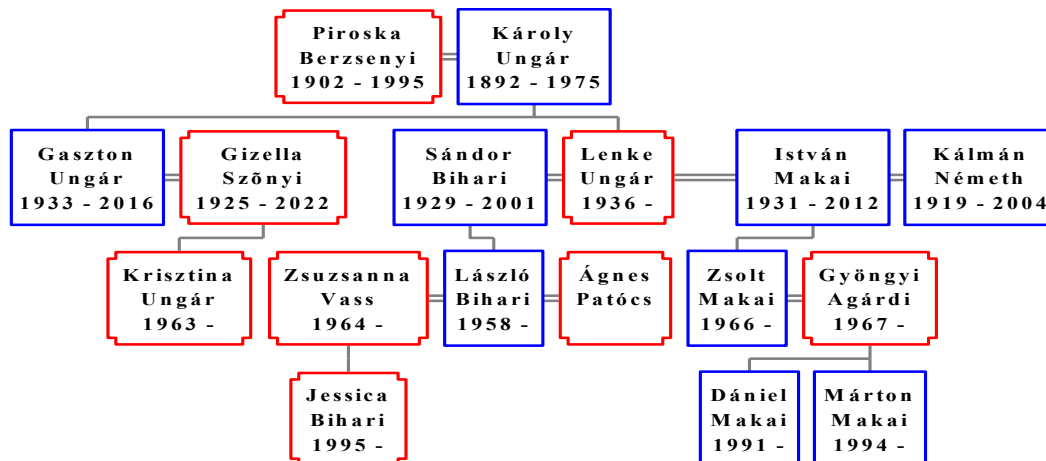 Piroska
Berzsenyi
1902 - 1995
Károly
Ungár
1892 - 1975
Gaszton
Ungár
1933 - 2016
Gizella
Szõnyi
1925 - 2022
Sándor
Bihari
1929 - 2001
Lenke
Ungár
1936 -
István
Makai
1931 - 2012
Kálmán
Németh
1919 - 2004
Krisztina
Ungár
1963 -
Zsuzsanna
Vass
1964 -
László
Bihari
1958 -
Ágnes
Patócs
Zsolt
Makai
1966 -
Gyöngyi
Agárdi
1967 -
Jessica
Bihari
1995 -
Dániel
Makai
1991 -
Márton
Makai
1994 -